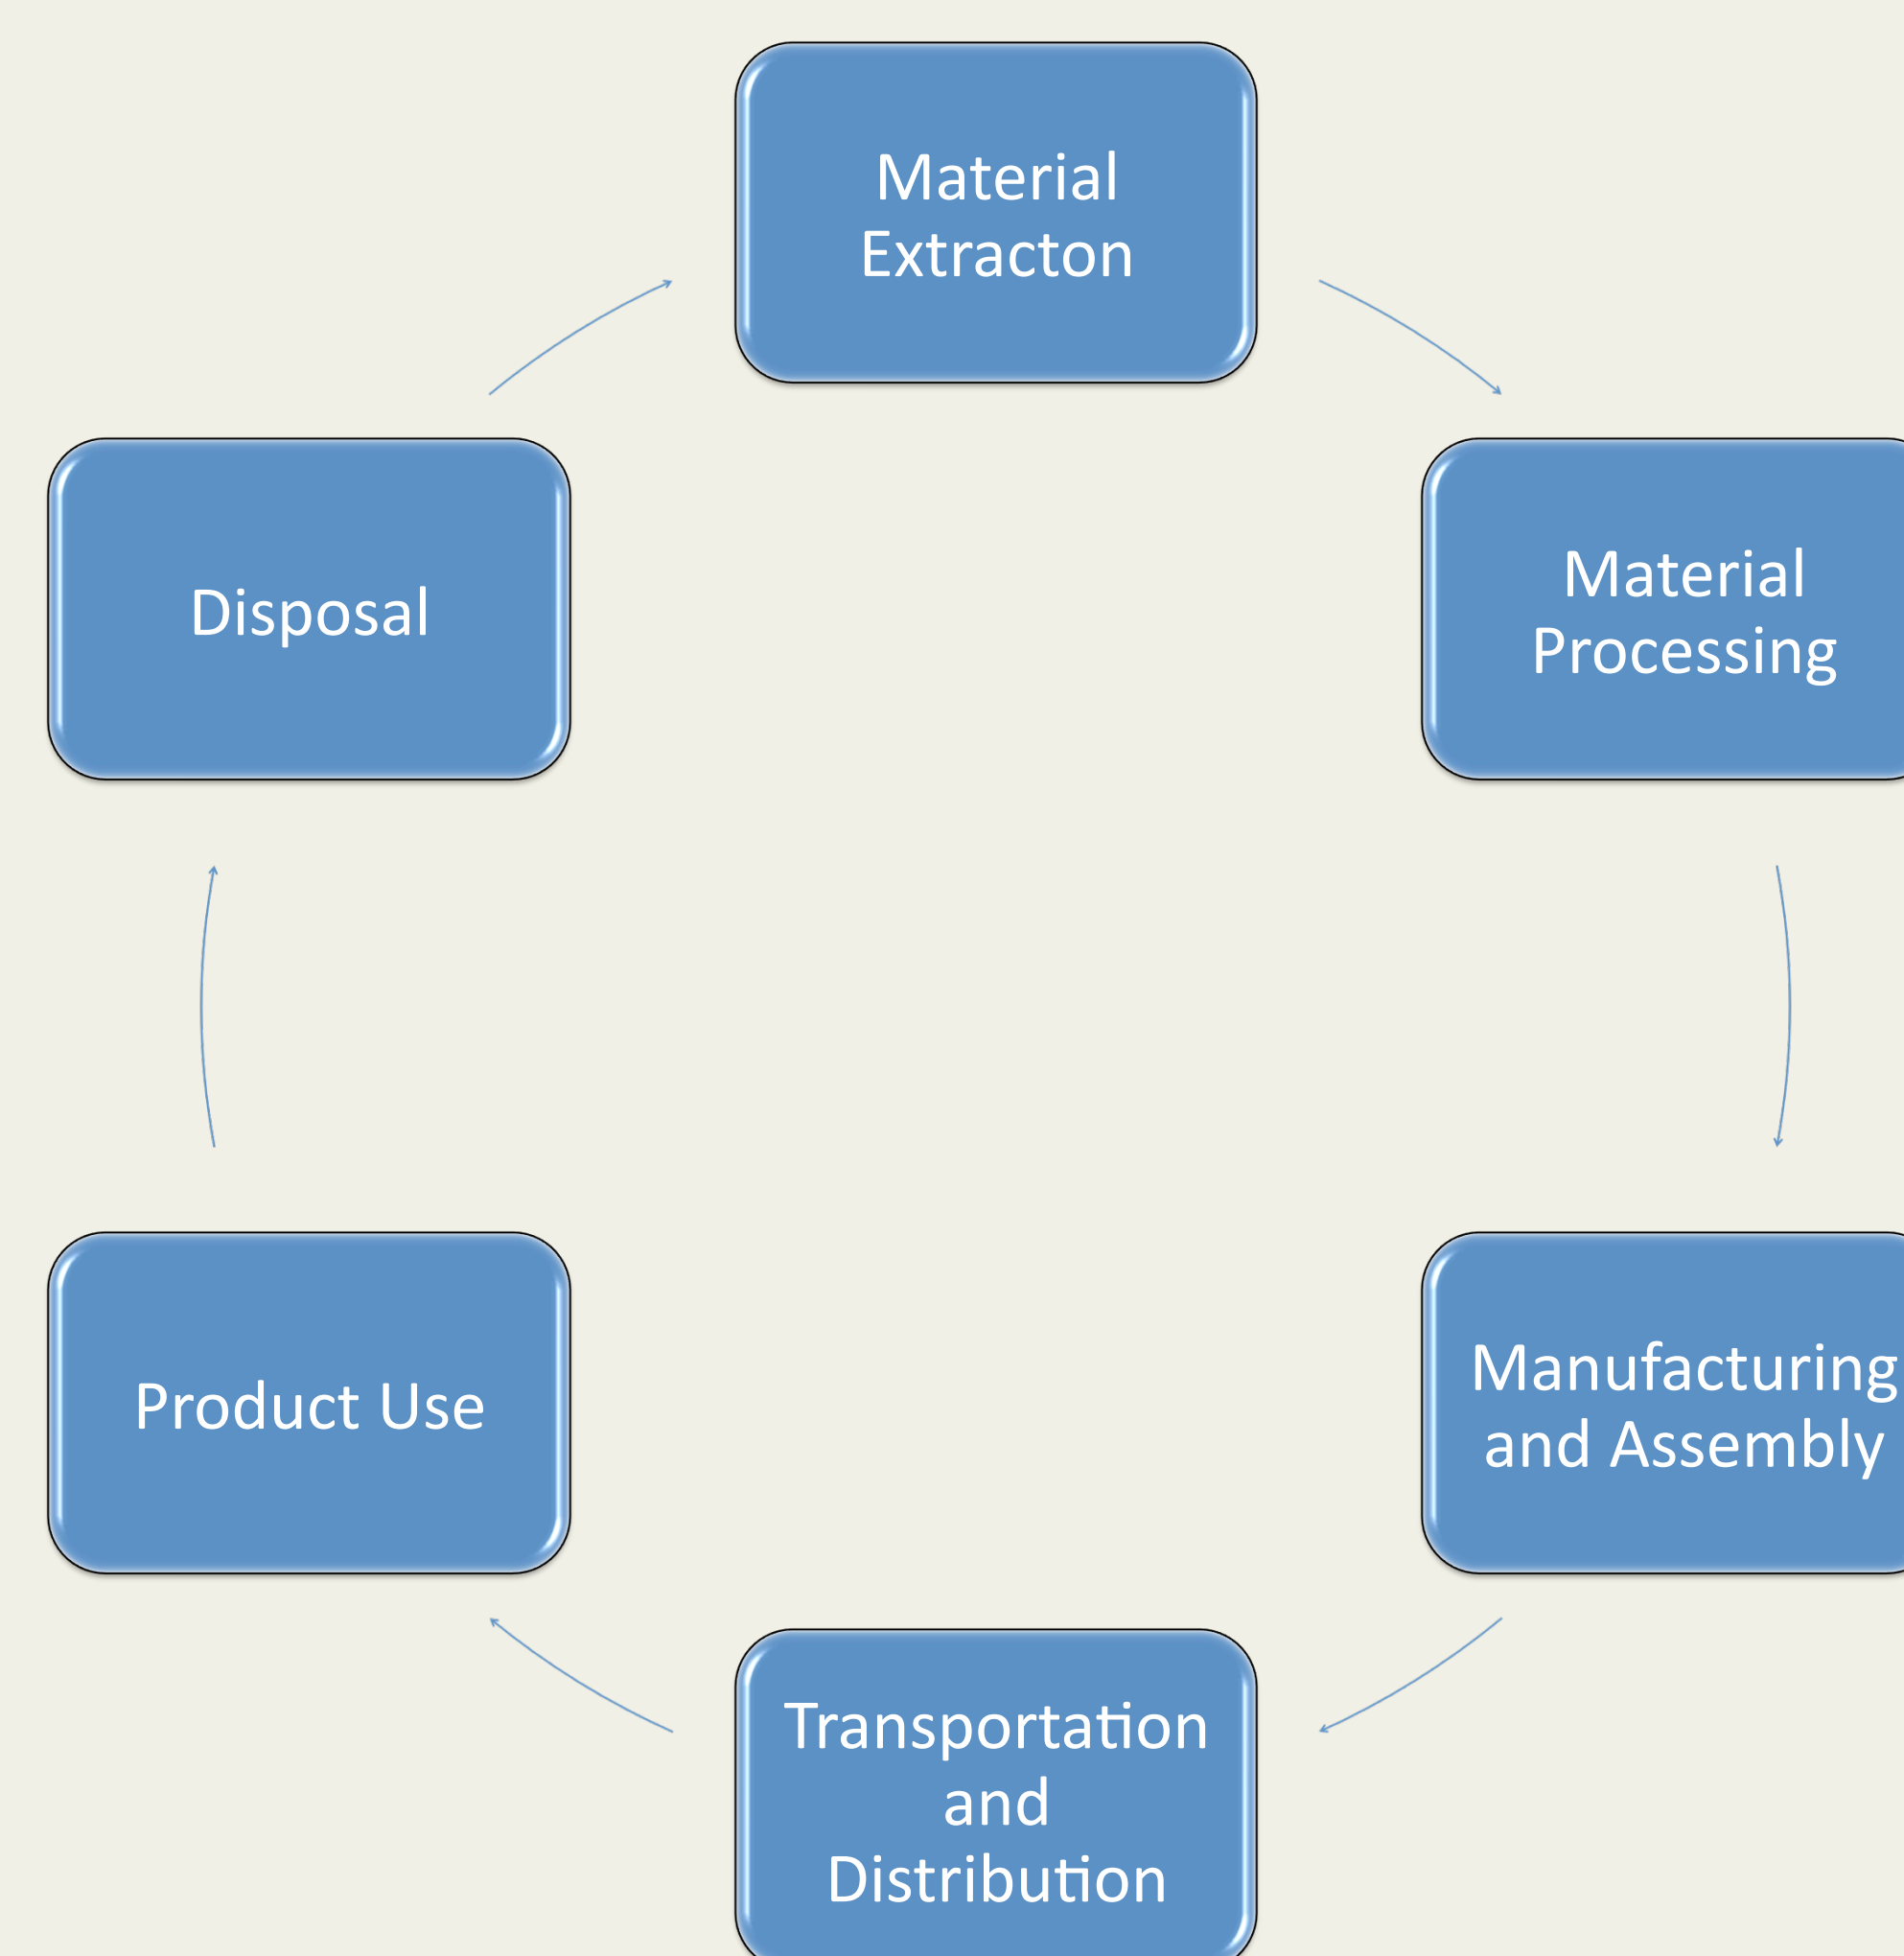 Material
Extracton
Material
Processing
Manufacturing
and Assembly
Transportation
and
Distribution
Product Use
Disposal